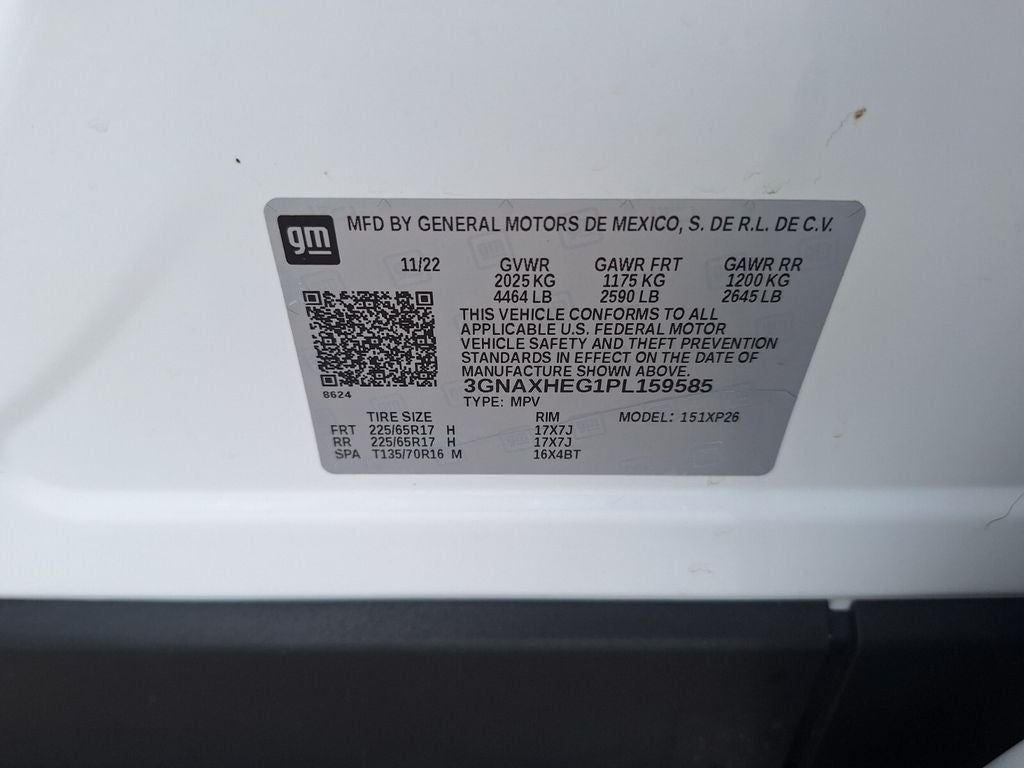 gm
MFD BY GENERAL MOTORS DE MEXICO, S. DE R.L. DE C.V.
11/22 GVWR GAWR FRT GAWR RR
2025 KG 1175 KG 1200 KG
4464 LB 2590 LB 2645 LB
THIS VEHICLE CONFORMS TO ALL
APPLICABLE U.S. FEDERAL MOTOR
VEHICLE SAFETY AND THEFT PREVENTION
STANDARDS IN EFFECT ON THE DATE OF
MANUFACTURE SHOWN ABOVE.
3GNAXHEG1PL159585
8624
TYPE: MPV
TIRE SIZE RIM MODEL: 151XP26
FRT 225/65R17 H 17X7J
RR 225/65R17 H 17X7J
SPA T135/70R16 M 16X4BT